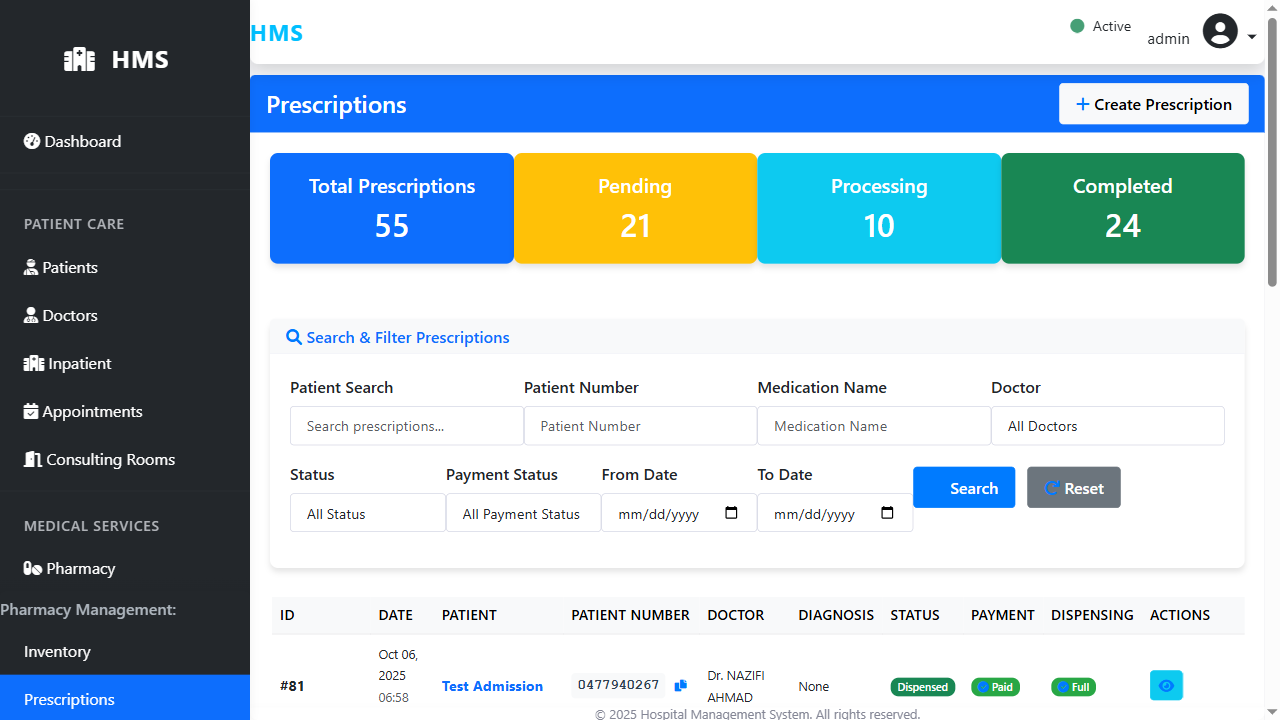 HMS
Dashboard
PATIENT CARE
Patients
Doctors
Inpatient
Appointments
Consulting Rooms
MEDICAL SERVICES
Pharmacy
Pharmacy Management:
Inventory
Prescriptions
HMS
Active
admin
Prescriptions
+ Create Prescription
Total Prescriptions
55
Pending
21
Processing
10
Completed
24
Search & Filter Prescriptions
Patient Search
Patient Number
Medication Name
Doctor
Search prescriptions...
Patient Number
Medication Name
All Doctors
Status
Payment Status
From Date
To Date
All Status
All Payment Status
mm/dd/yyyy
mm/dd/yyyy
Search
Reset
ID DATE PATIENT PATIENT NUMBER DOCTOR DIAGNOSIS STATUS PAYMENT DISPENSING ACTIONS
#81
Oct 06,
2025
06:58
Test Admission
0477940267
Dr. NAZIFI
AHMAD
None
Dispensed
Paid
Full
© 2025 Hospital Management System. All rights reserved.